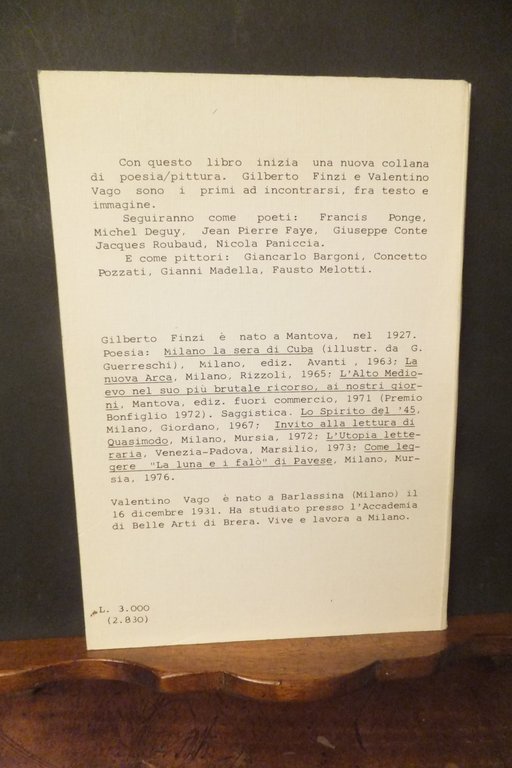 Con questo libro inizia una nuova collana
di poesia/pittura. Gilberto Finzi e Valentino
Vago sono i primi ad incontrarsi, fra testo e
immagine.
Seguiranno come poeti: Francis Ponge,
Michel Deguy, Jean Pierre Faye, Giuseppe Conte
Jacques Roubaud, Nicola Paniccia.
E come pittori: Giancarlo Bargoni, Concetto
Pozzati, Gianni Madella, Fausto Melotti.
Gilberto Finzi è nato a Mantova, nel 1927.
Poesia: Milano la sera di Cuba (illustr. da G.
Guerreschi), Milano, ediz. Avanti , 1963; La
nuova Arca, Milano, Rizzoli, 1965; L'Alto Medio-
evo nel suo più brutale ricorso, ai nostri gior-
ni, Mantova, ediz. fuori commercio, 1971 (Premio
Bonfiglio 1972). Saggistica. Lo Spirito del '45,
Milano, Giordano, 1967; Invito alla lettura di
Quasimodo, Milano, Mursia, 1972; L'Utopia lette-
raria, Venezia-Padova, Marsilio, 1973; Come leg-
gere "La luna e i falò" di Pavese, Milano, Mur-
sia, 1976.
Valentino Vago è nato a Barlassina (Milano) il
16 dicembre 1931. Ha studiato presso l'Accademia
di Belle Arti di Brera. Vive e lavora a Milano.
L. 3.000
(2.830)